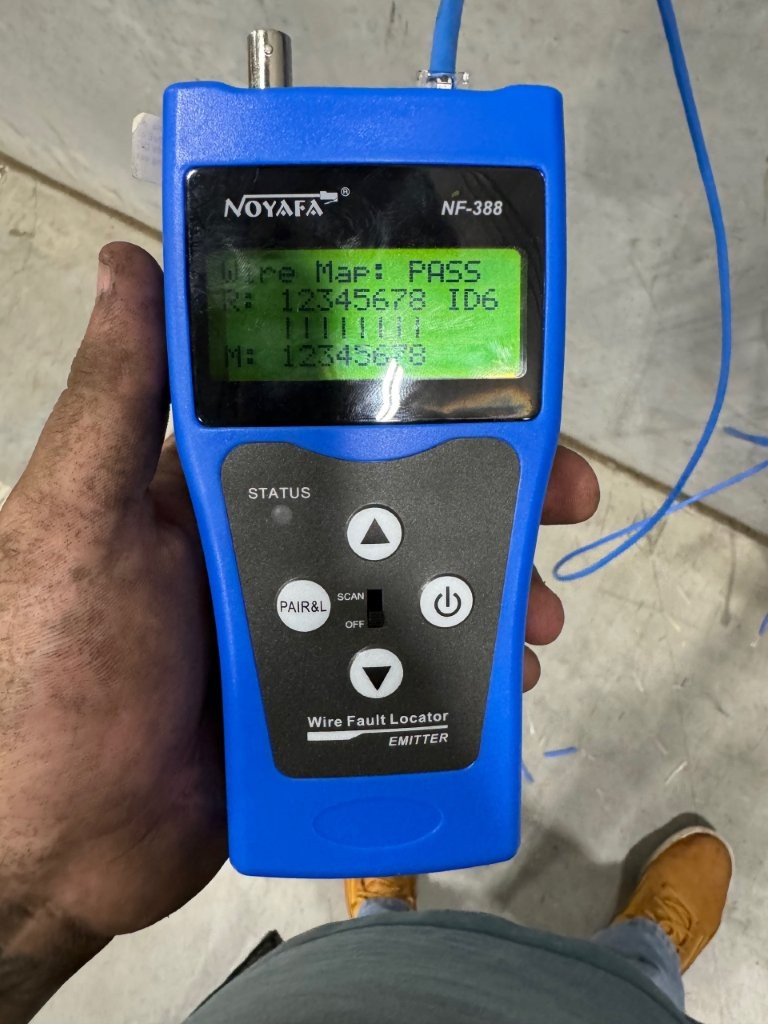 NOYAFA®
NF-388
Wire Map: PASS
R: 12345678 ID6
||||||||
M: 12345678
STATUS
PAIR&L
SCAN
OFF
Wire Fault Locator
EMITTER